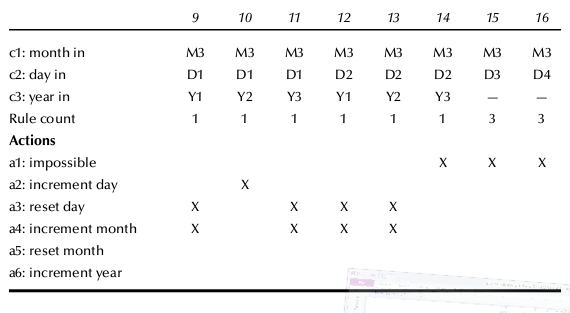 9 10 11 12 13 14 15 16
c1: month in M3 M3 M3 M3 M3 M3 M3 M3
c2: day in D1 D1 D1 D2 D2 D2 D3 D4
c3: year in Y1 Y2 Y3 Y1 Y2 Y3 — —
Rule count 1 1 1 1 1 1 3 3
Actions
a1: impossible X X X
a2: increment day X
a3: reset day X X X X
a4: increment month X X X X
a5: reset month
a6: increment year